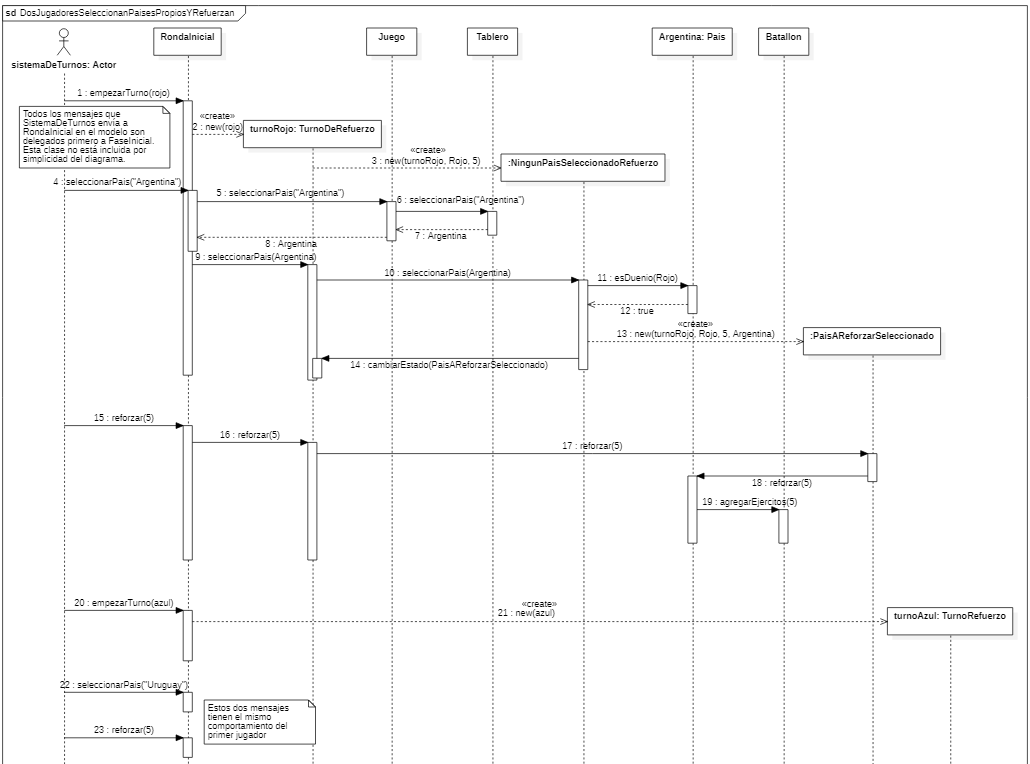 sd DosJugadoresSeleccionanPaisesPropiosYRefuerzan
RondaInicial
Juego
Tablero
Argentina: Pais
Batallon
sistemaDeTurnos: Actor
1 : empezarTurno(rojo)
Todos los mensajes que
SistemaDeTurnos envía a
RondaInicial en el modelo son
delegados primero a FaseInicial.
Esta clase no está incluida por
simplicidad del diagrama.
«create»
2 : new(rojo)
turnoRojo: TurnoDeRefuerzo
«create»
3 : new(turnoRojo, Rojo, 5)
:NingunPaisSeleccionadoRefuerzo
4 : seleccionarPais("Argentina")
5 : seleccionarPais("Argentina")
6 : seleccionarPais("Argentina")
7 : Argentina
8 : Argentina
9 : seleccionarPais(Argentina)
10 : seleccionarPais(Argentina)
11 : esDuenio(Rojo)
12 : true
«create»
13 : new(turnoRojo, Rojo, 5, Argentina)
:PaisAReforzarSeleccionado
14 : cambiarEstado(PaisAReforzarSeleccionado)
15 : reforzar(5)
16 : reforzar(5)
17 : reforzar(5)
18 : reforzar(5)
19 : agregarEjercitos(5)
20 : empezarTurno(azul)
«create»
21 : new(azul)
turnoAzul: TurnoRefuerzo
22 : seleccionarPais("Uruguay")
Estos dos mensajes
tienen el mismo
comportamiento del
primer jugador
23 : reforzar(5)